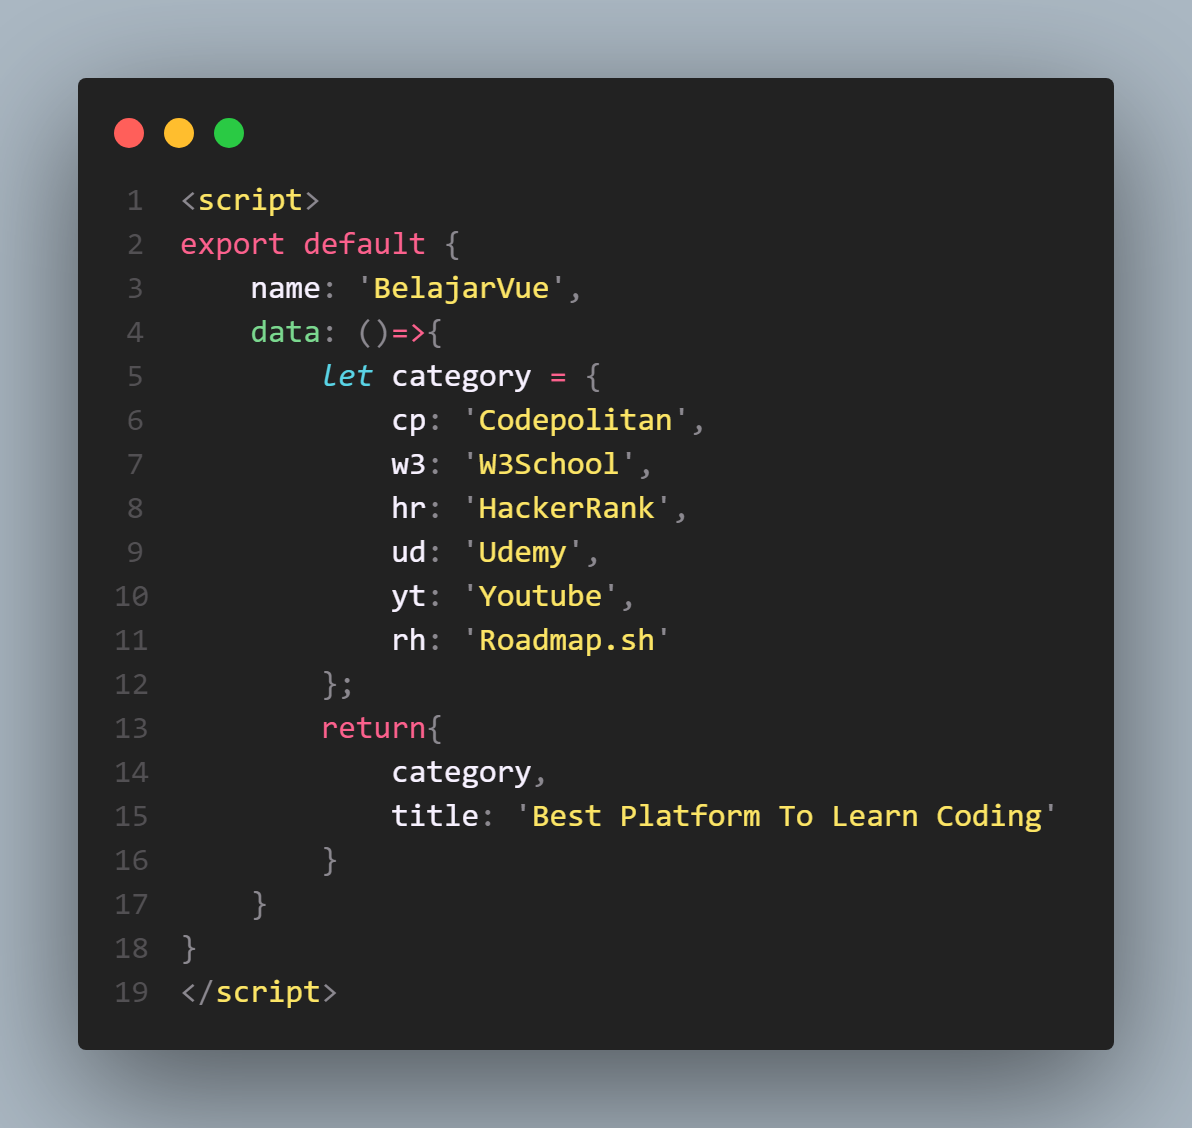 1 <script>
2 export default {
3     name: 'BelajarVue',
4     data: ()=>{
5         let category = {
6             cp: 'Codepolitan',
7             w3: 'W3School',
8             hr: 'HackerRank',
9             ud: 'Udemy',
10             yt: 'Youtube',
11             rh: 'Roadmap.sh'
12         };
13         return{
14             category,
15             title: 'Best Platform To Learn Coding'
16         }
17     }
18 }
19 </script>